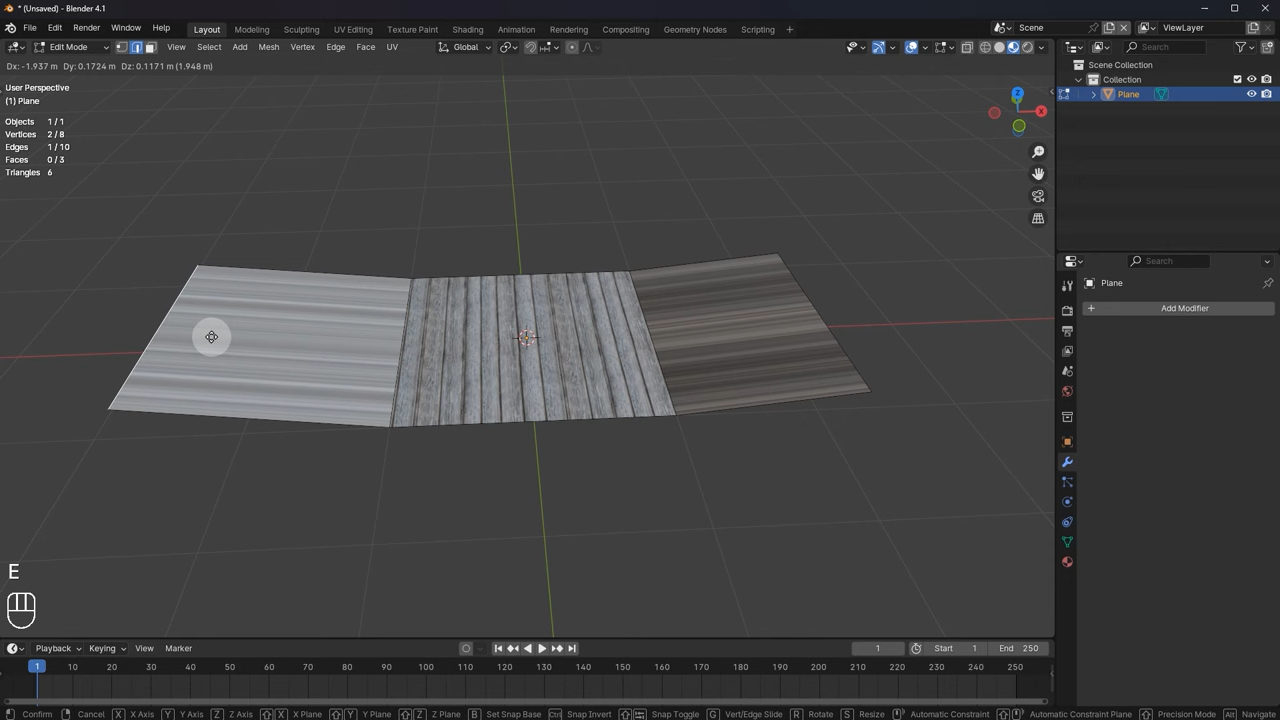 * (Unsaved) - Blender 4.1
File Edit Render Window Help Layout Modeling Sculpting UV Editing Texture Paint Shading Animation Rendering Compositing Geometry Nodes Scripting + Scene ViewLayer
Edit Mode View Select Add Mesh Vertex Edge Face UV Global Search
Dx: -1.937 m Dy: 0.1724 m Dz: 0.1171 m (1.948 m)
Scene Collection
Collection
Plane
User Perspective
(1) Plane
Objects 1 / 1
Vertices 2 / 8
Edges 1 / 10
Faces 0 / 3
Triangles 6
Z
X
Search
Plane
+ Add Modifier
E
Playback Keying View Marker 1 Start 1 End 250
1 10 20 30 40 50 60 70 80 90 100 110 120 130 140 150 160 170 180 190 200 210 220 230 240 250
Confirm Cancel X X Axis Y Y Axis Z Z Axis X X Plane Y Y Plane Z Z Plane B Set Snap Base Ctrl Snap Invert Snap Toggle G Vert/Edge Slide R Rotate S Resize Automatic Constraint Automatic Constraint Plane Precision Mode Alt Navigate